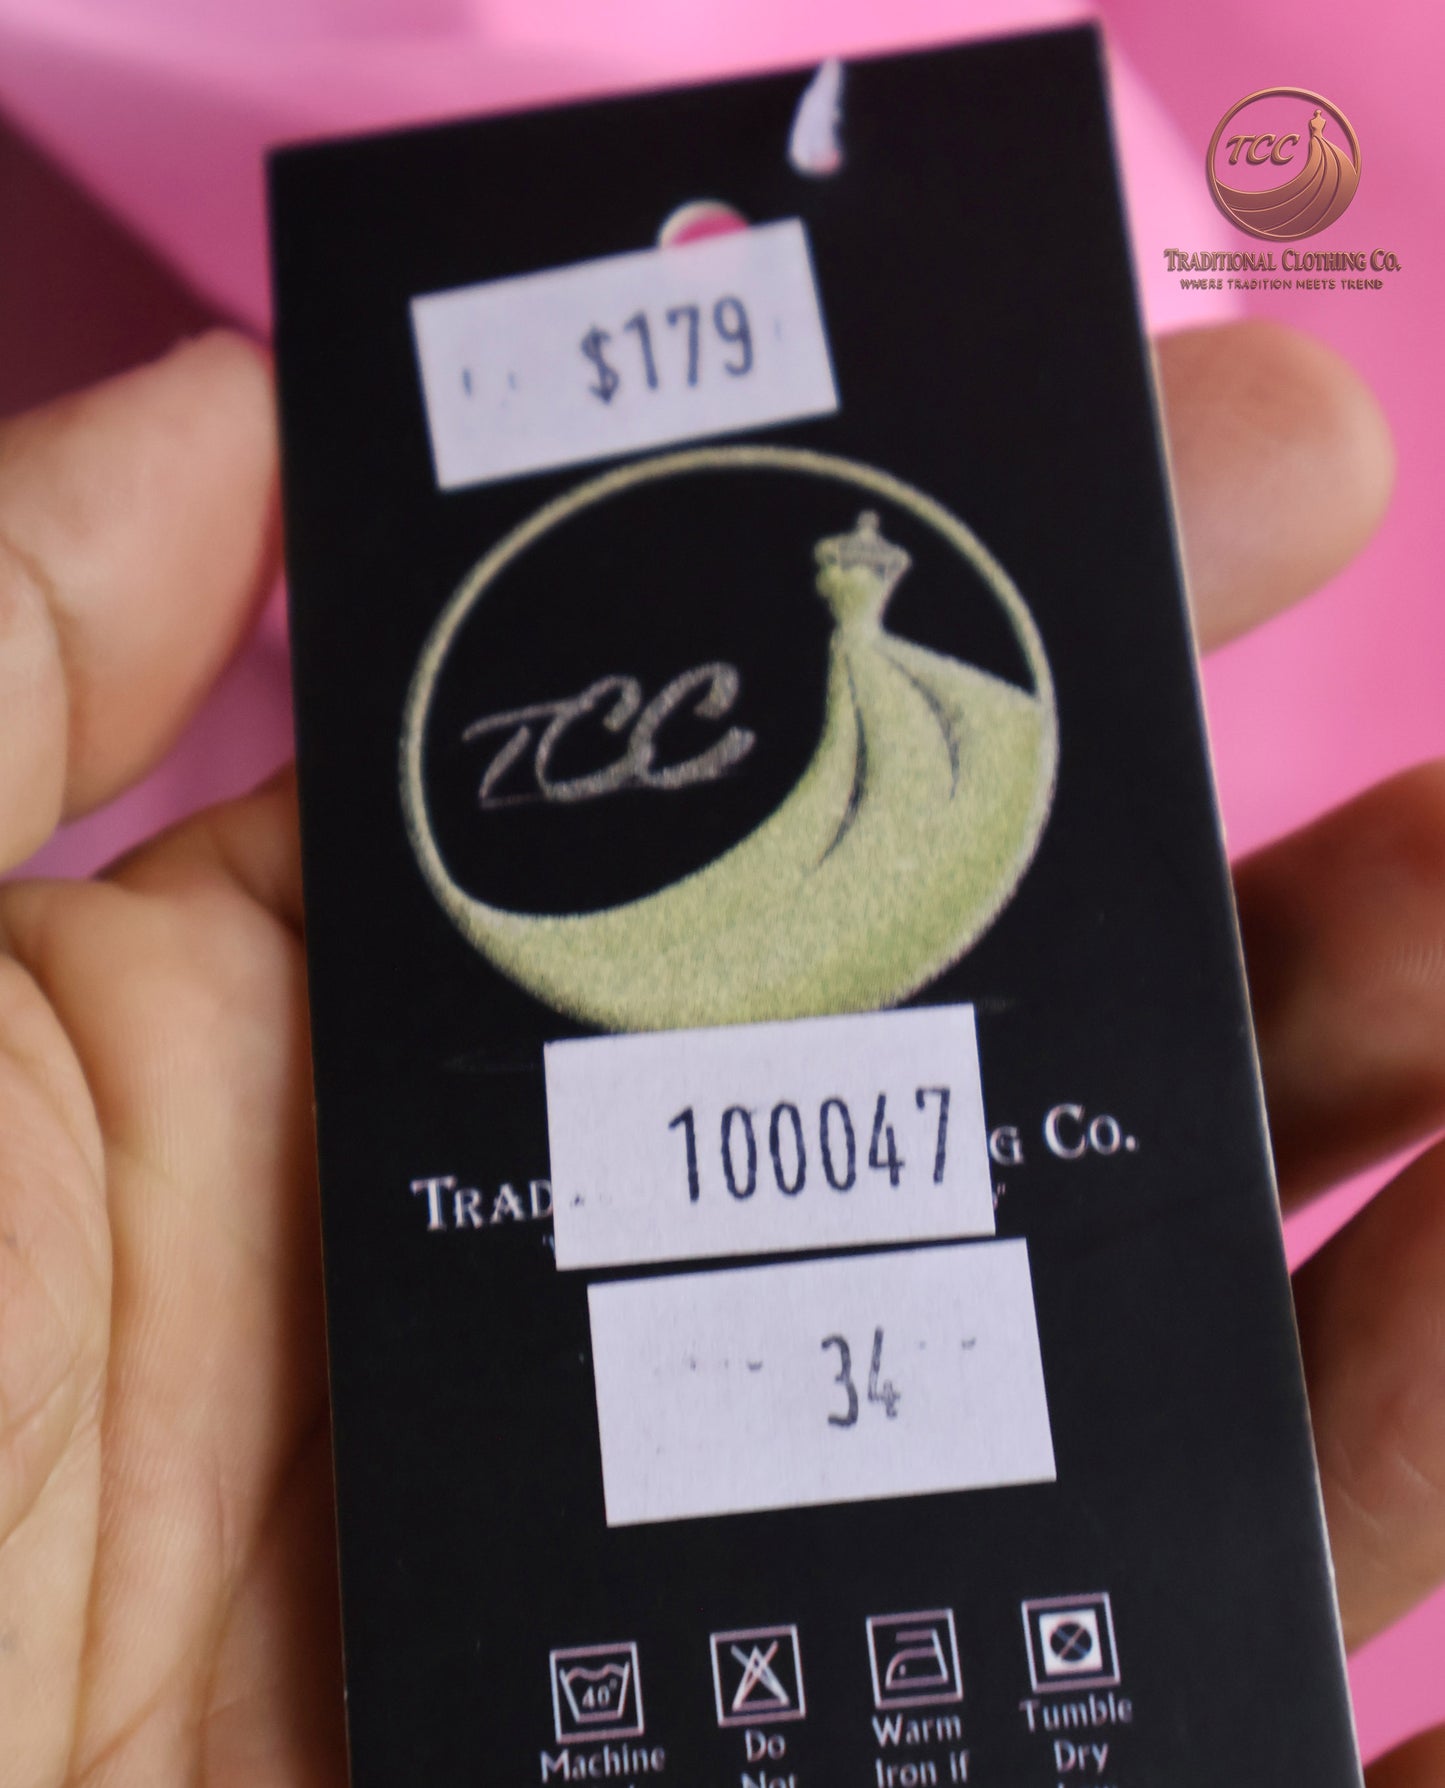 TCC
TRADITIONAL CLOTHING CO.
WHERE TRADITION MEETS TREND
$179
TCC
100047
TRAD G CO.
34
40°
Machine
Do
Not
Warm
Iron if
Tumble
Dry